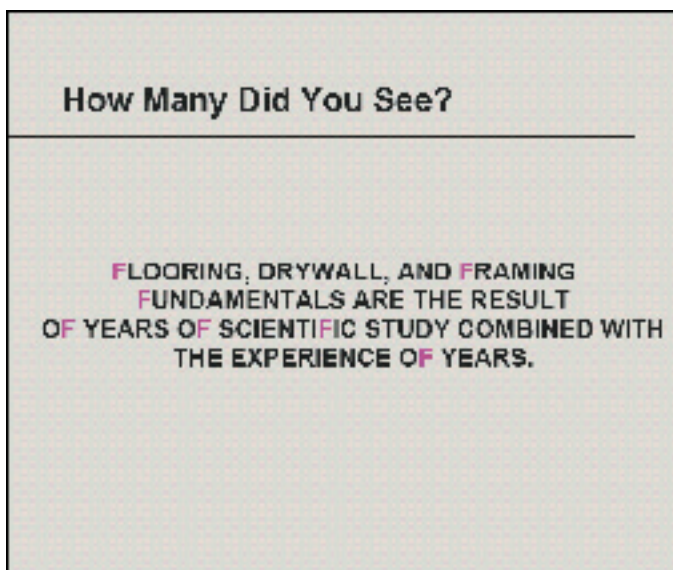 How Many Did You See?
FLOORING, DRYWALL, AND FRAMING
FUNDAMENTALS ARE THE RESULT
OF YEARS OF SCIENTIFIC STUDY COMBINED WITH
THE EXPERIENCE OF YEARS.